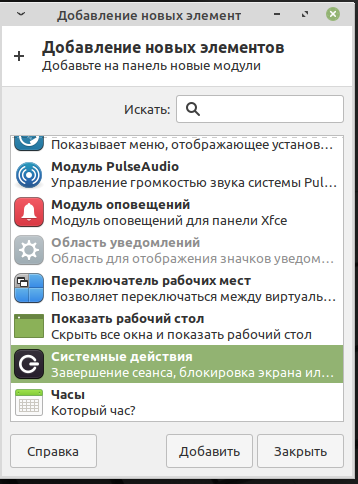 Добавление новых элемент
Добавление новых элементов
Добавьте на панель новые модули
Искать:
Показывает меню, отображающее установ…
Модуль PulseAudio
Управление громкостью звука системы Pul…
Модуль оповещений
Модуль оповещений для панели Xfce
Область уведомлений
Область для отображения значков уведом…
Переключатель рабочих мест
Позволяет переключаться между виртуаль…
Показать рабочий стол
Скрыть все окна и показать рабочий стол
Системные действия
Завершение сеанса, блокировка экрана ил…
Часы
Который час?
Справка
Добавить
Закрыть